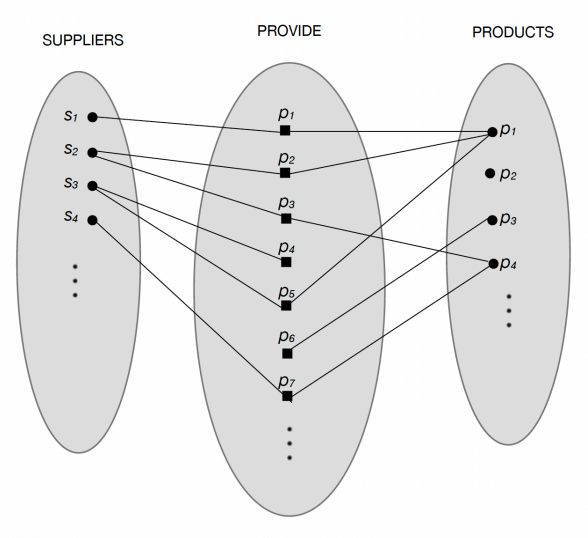 SUPPLIERS
PROVIDE
PRODUCTS
s1
s2
s3
s4
p1
p2
p3
p4
p5
p6
p7
p1
p2
p3
p4